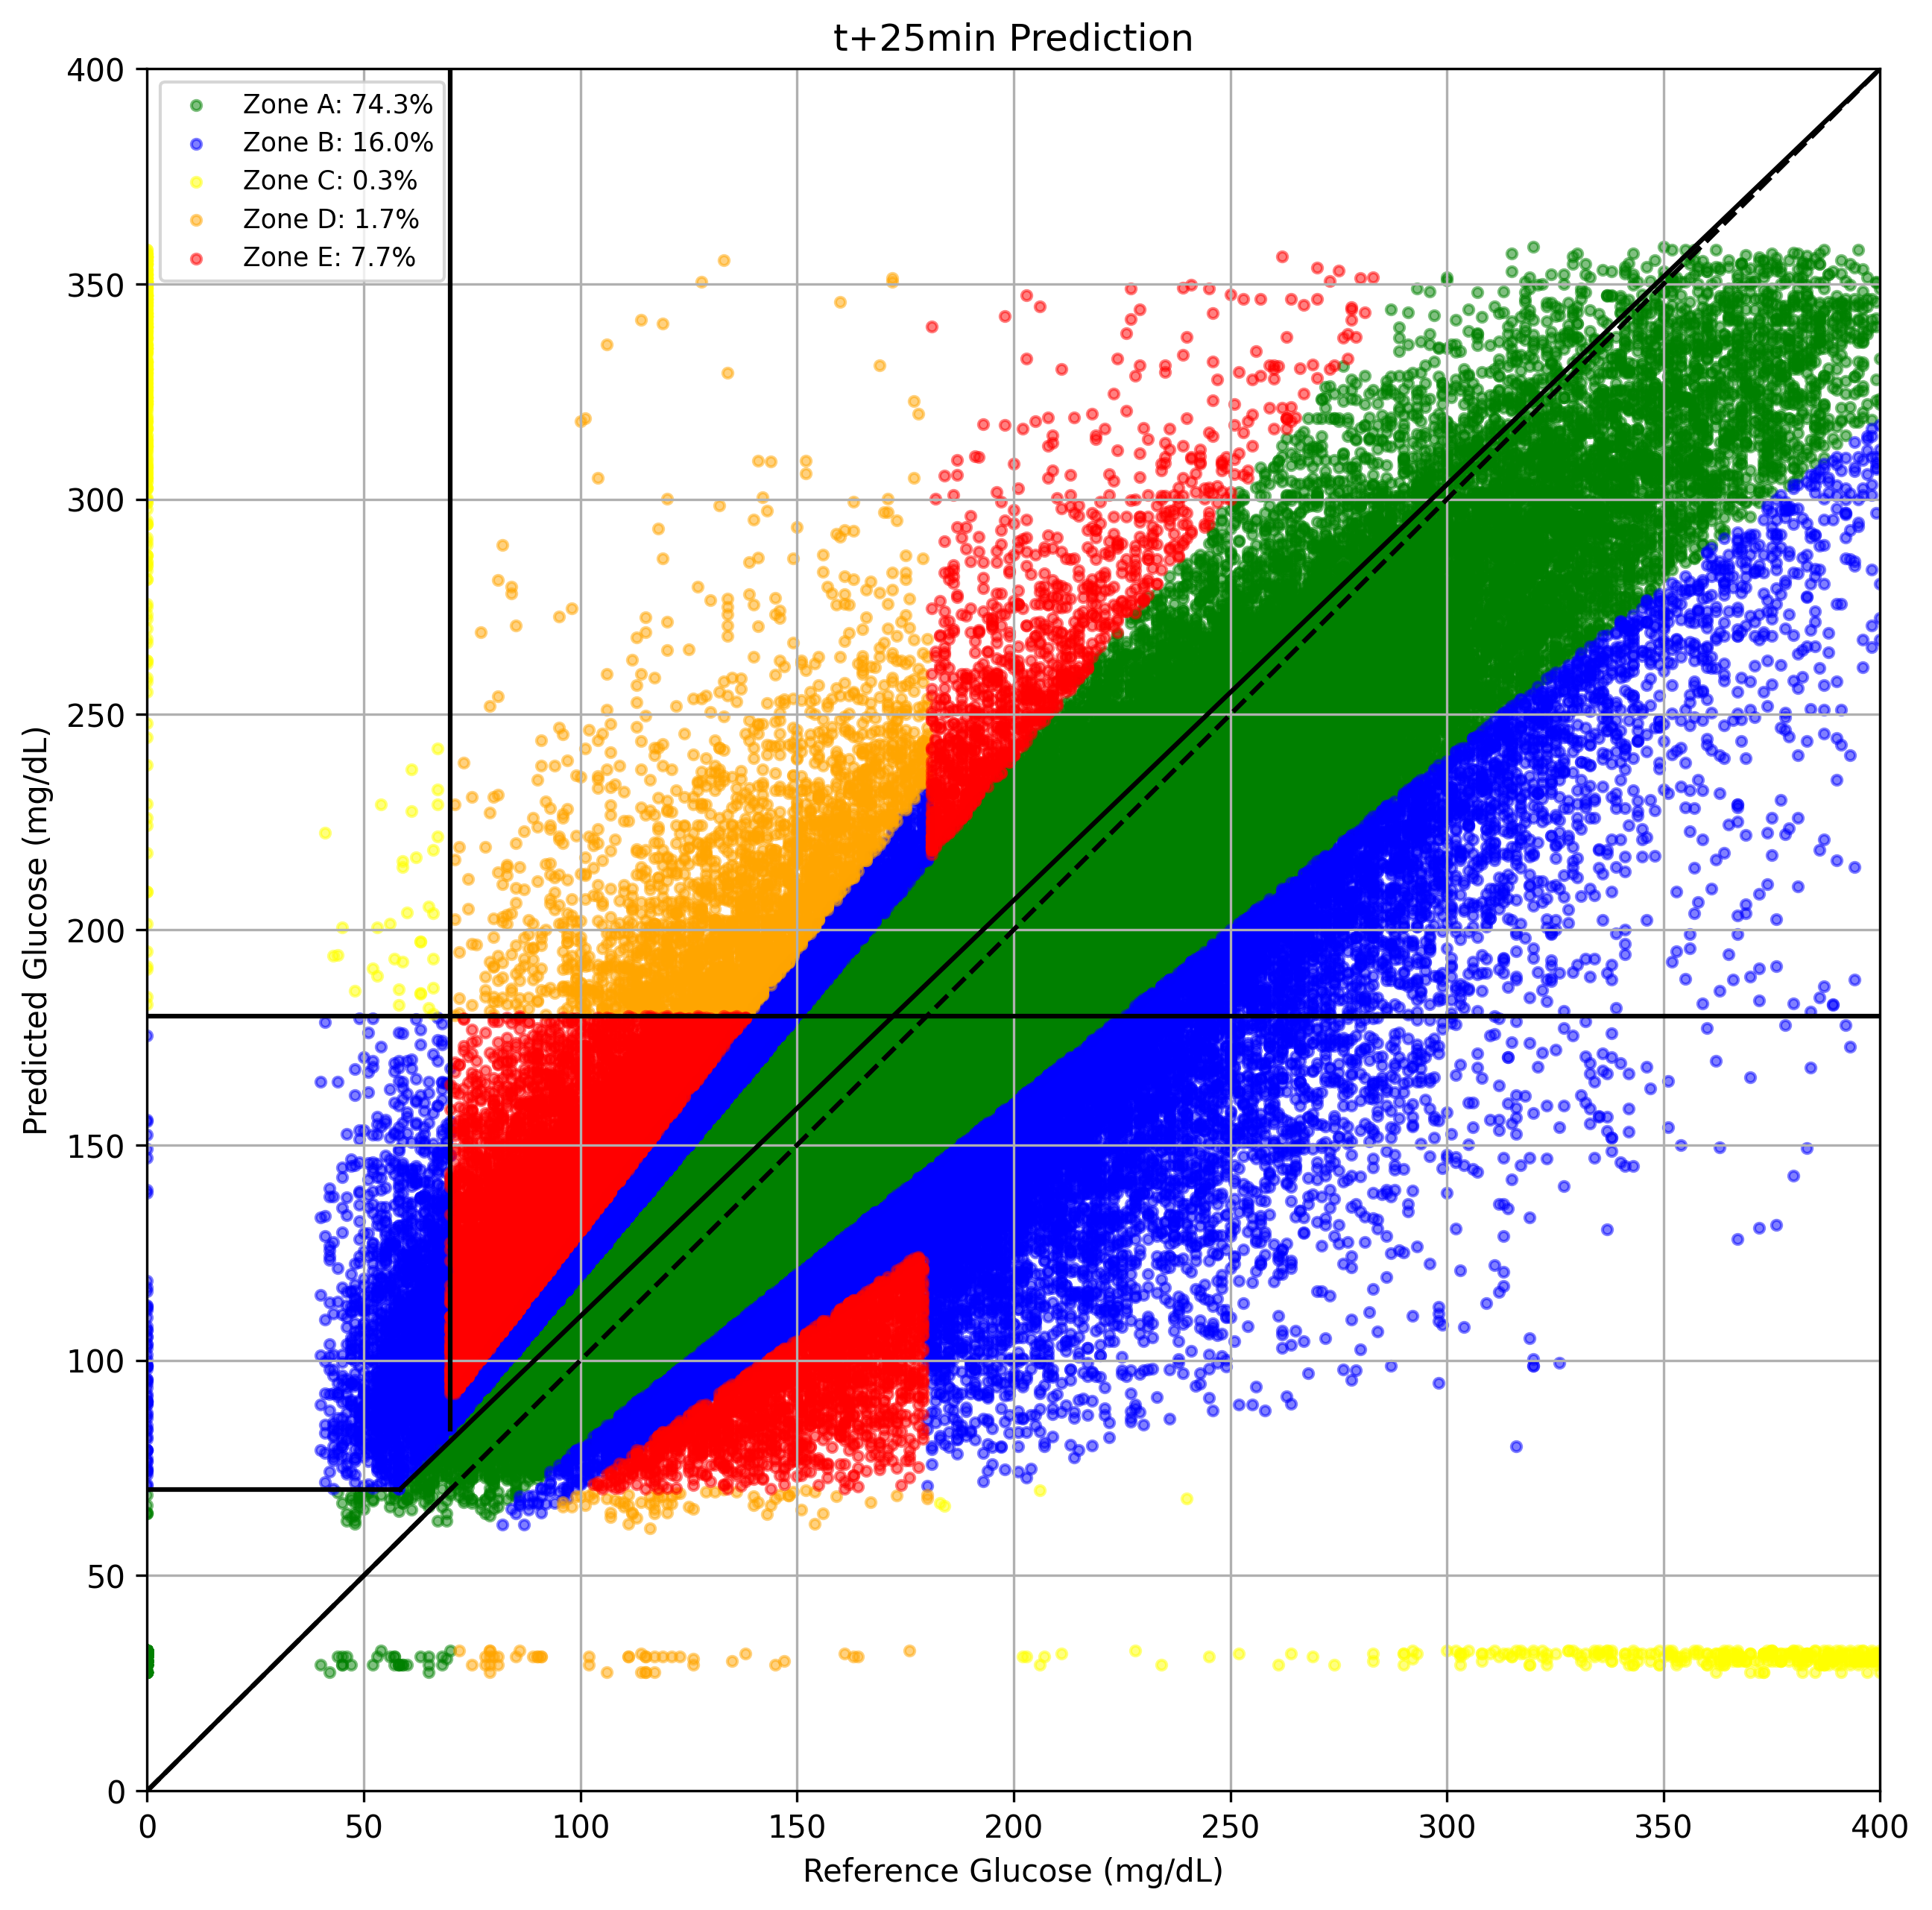 t+25min Prediction
400
350
300
250
200
150
100
50
0
Predicted Glucose (mg/dL)
Zone A: 74.3%
Zone B: 16.0%
Zone C: 0.3%
Zone D: 1.7%
Zone E: 7.7%
0 50 100 150 200 250 300 350 400
Reference Glucose (mg/dL)